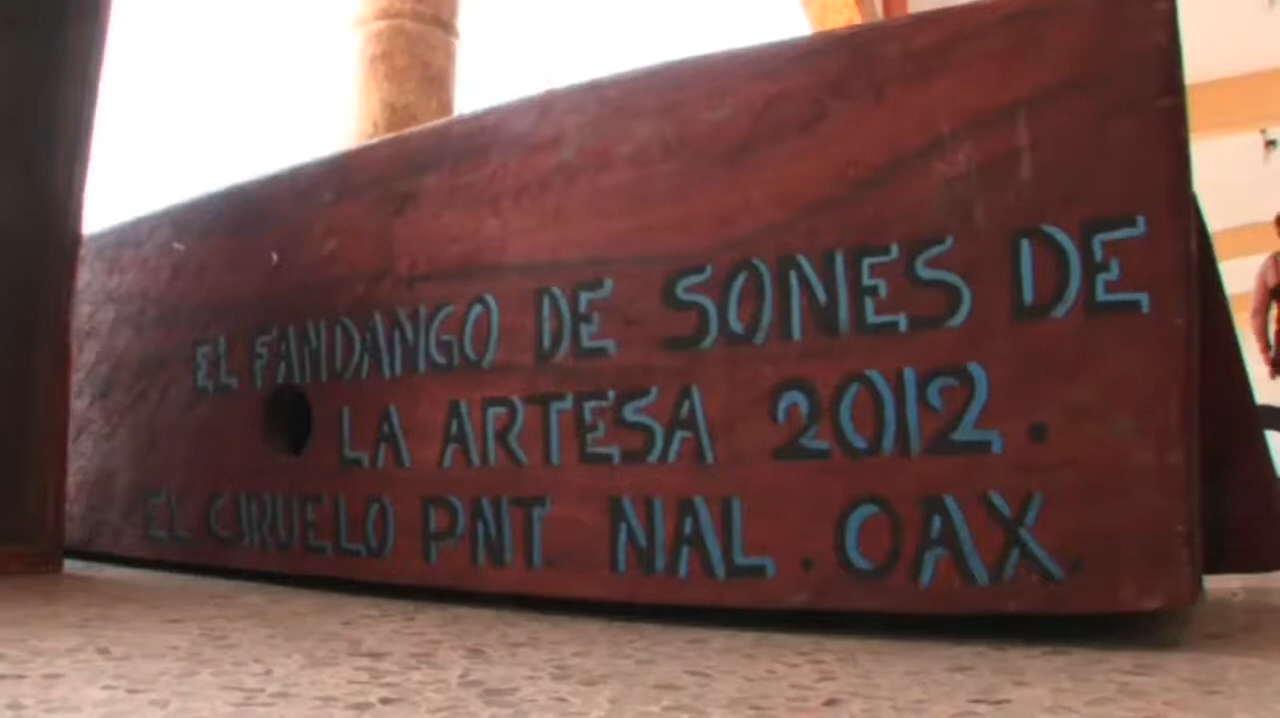 EL FANDANGO DE SONES DE
LA ARTESA 2012.
EL CIRUELO PNT. NAL. OAX.